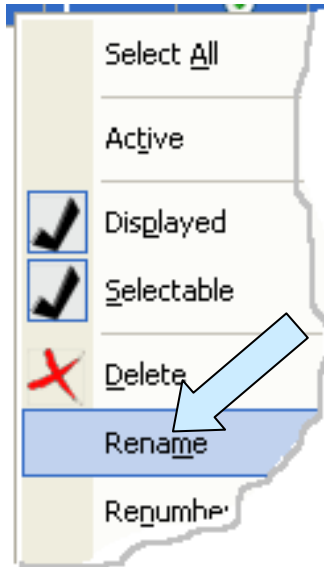 Select All
Active
Displayed
Selectable
Delete
Rename